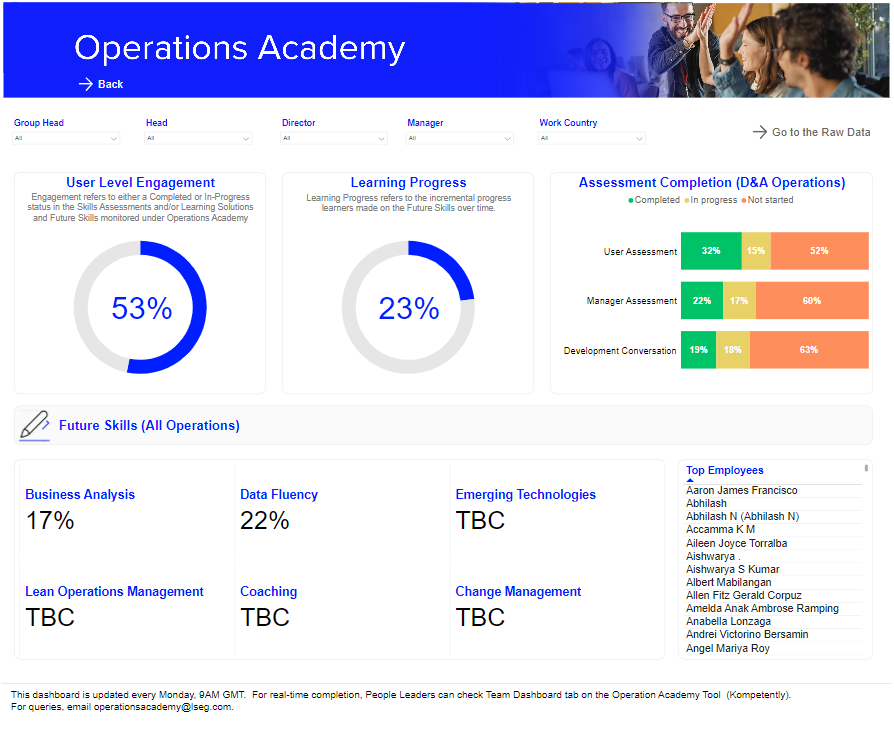 Operations Academy
Back
Group Head
All
Head
All
Director
All
Manager
All
Work Country
All
Go to the Raw Data
User Level Engagement
Engagement refers to either a Completed or In-Progress
status in the Skills Assessments and/or Learning Solutions
and Future Skills monitored under Operations Academy
53%
Learning Progress
Learning Progress refers to the incremental progress
learners made on the Future Skills over time.
23%
Assessment Completion (D&A Operations)
Completed In progress Not started
User Assessment 32% 15% 52%
Manager Assessment 22% 17% 60%
Development Conversation 19% 18% 63%
Future Skills (All Operations)
Business Analysis
17%
Data Fluency
22%
Emerging Technologies
TBC
Lean Operations Management
TBC
Coaching
TBC
Change Management
TBC
Top Employees
Aaron James Francisco
Abhilash
Abhilash N (Abhilash N)
Accamma K M
Aileen Joyce Torralba
Aishwarya .
Aishwarya S Kumar
Albert Mabilangan
Allen Fitz Gerald Corpuz
Amelda Anak Ambrose Ramping
Anabella Lonzaga
Andrei Victorino Bersamin
Angel Mariya Roy
This dashboard is updated every Monday, 9AM GMT. For real-time completion, People Leaders can check Team Dashboard tab on the Operation Academy Tool (Kompetently).
For queries, email operationsacademy@lseg.com.